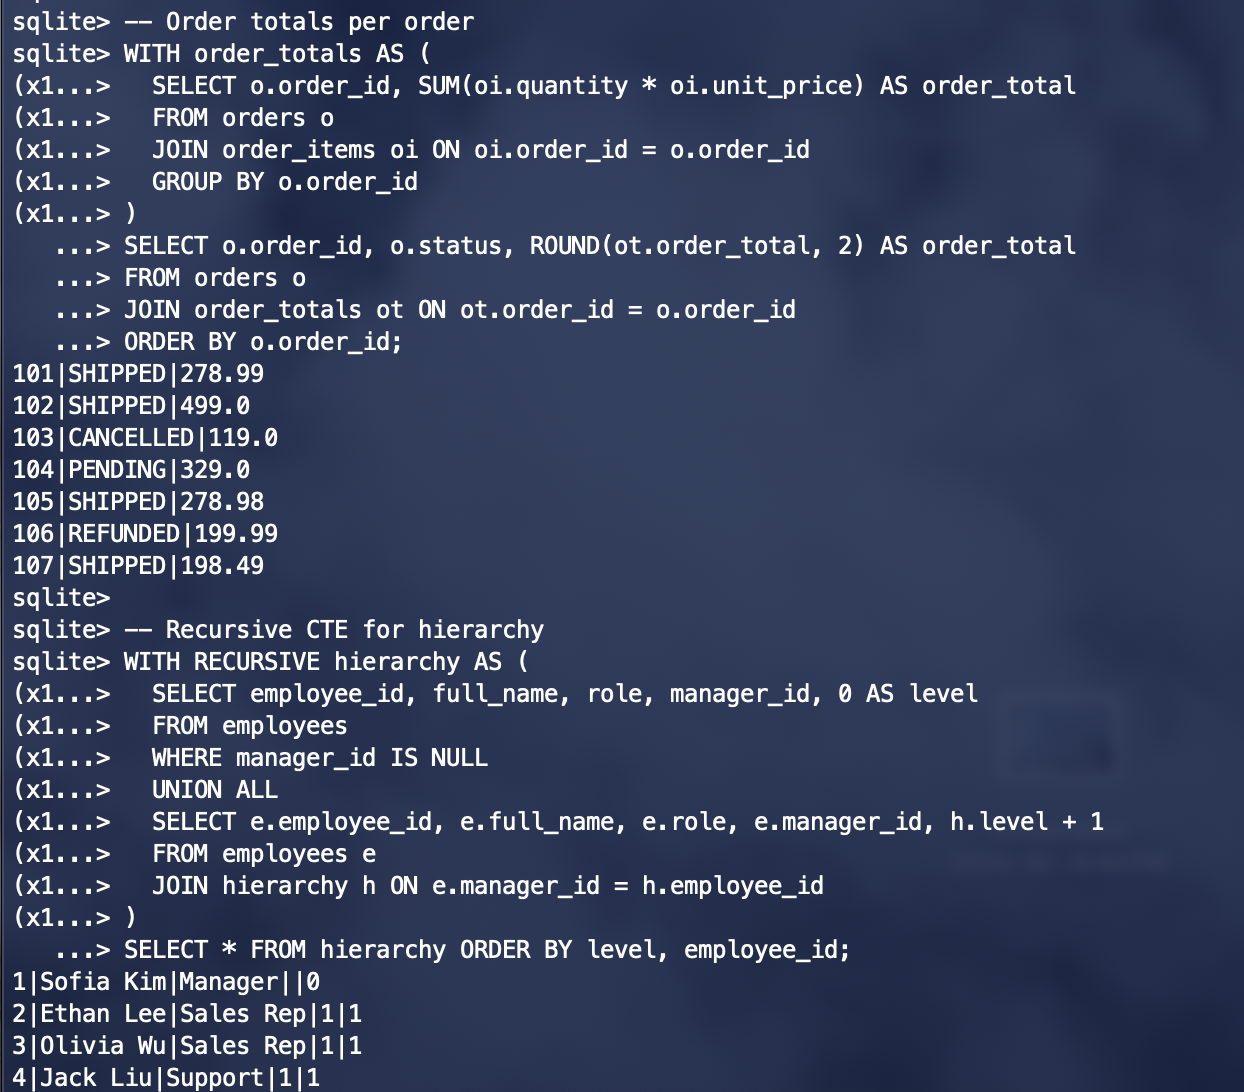 sqlite> -- Order totals per order
sqlite> WITH order_totals AS (
(x1...>   SELECT o.order_id, SUM(oi.quantity * oi.unit_price) AS order_total
(x1...>   FROM orders o
(x1...>   JOIN order_items oi ON oi.order_id = o.order_id
(x1...>   GROUP BY o.order_id
(x1...> )
   ...> SELECT o.order_id, o.status, ROUND(ot.order_total, 2) AS order_total
   ...> FROM orders o
   ...> JOIN order_totals ot ON ot.order_id = o.order_id
   ...> ORDER BY o.order_id;
101|SHIPPED|278.99
102|SHIPPED|499.0
103|CANCELLED|119.0
104|PENDING|329.0
105|SHIPPED|278.98
106|REFUNDED|199.99
107|SHIPPED|198.49
sqlite>
sqlite> -- Recursive CTE for hierarchy
sqlite> WITH RECURSIVE hierarchy AS (
(x1...>   SELECT employee_id, full_name, role, manager_id, 0 AS level
(x1...>   FROM employees
(x1...>   WHERE manager_id IS NULL
(x1...>   UNION ALL
(x1...>   SELECT e.employee_id, e.full_name, e.role, e.manager_id, h.level + 1
(x1...>   FROM employees e
(x1...>   JOIN hierarchy h ON e.manager_id = h.employee_id
(x1...> )
   ...> SELECT * FROM hierarchy ORDER BY level, employee_id;
1|Sofia Kim|Manager||0
2|Ethan Lee|Sales Rep|1|1
3|Olivia Wu|Sales Rep|1|1
4|Jack Liu|Support|1|1